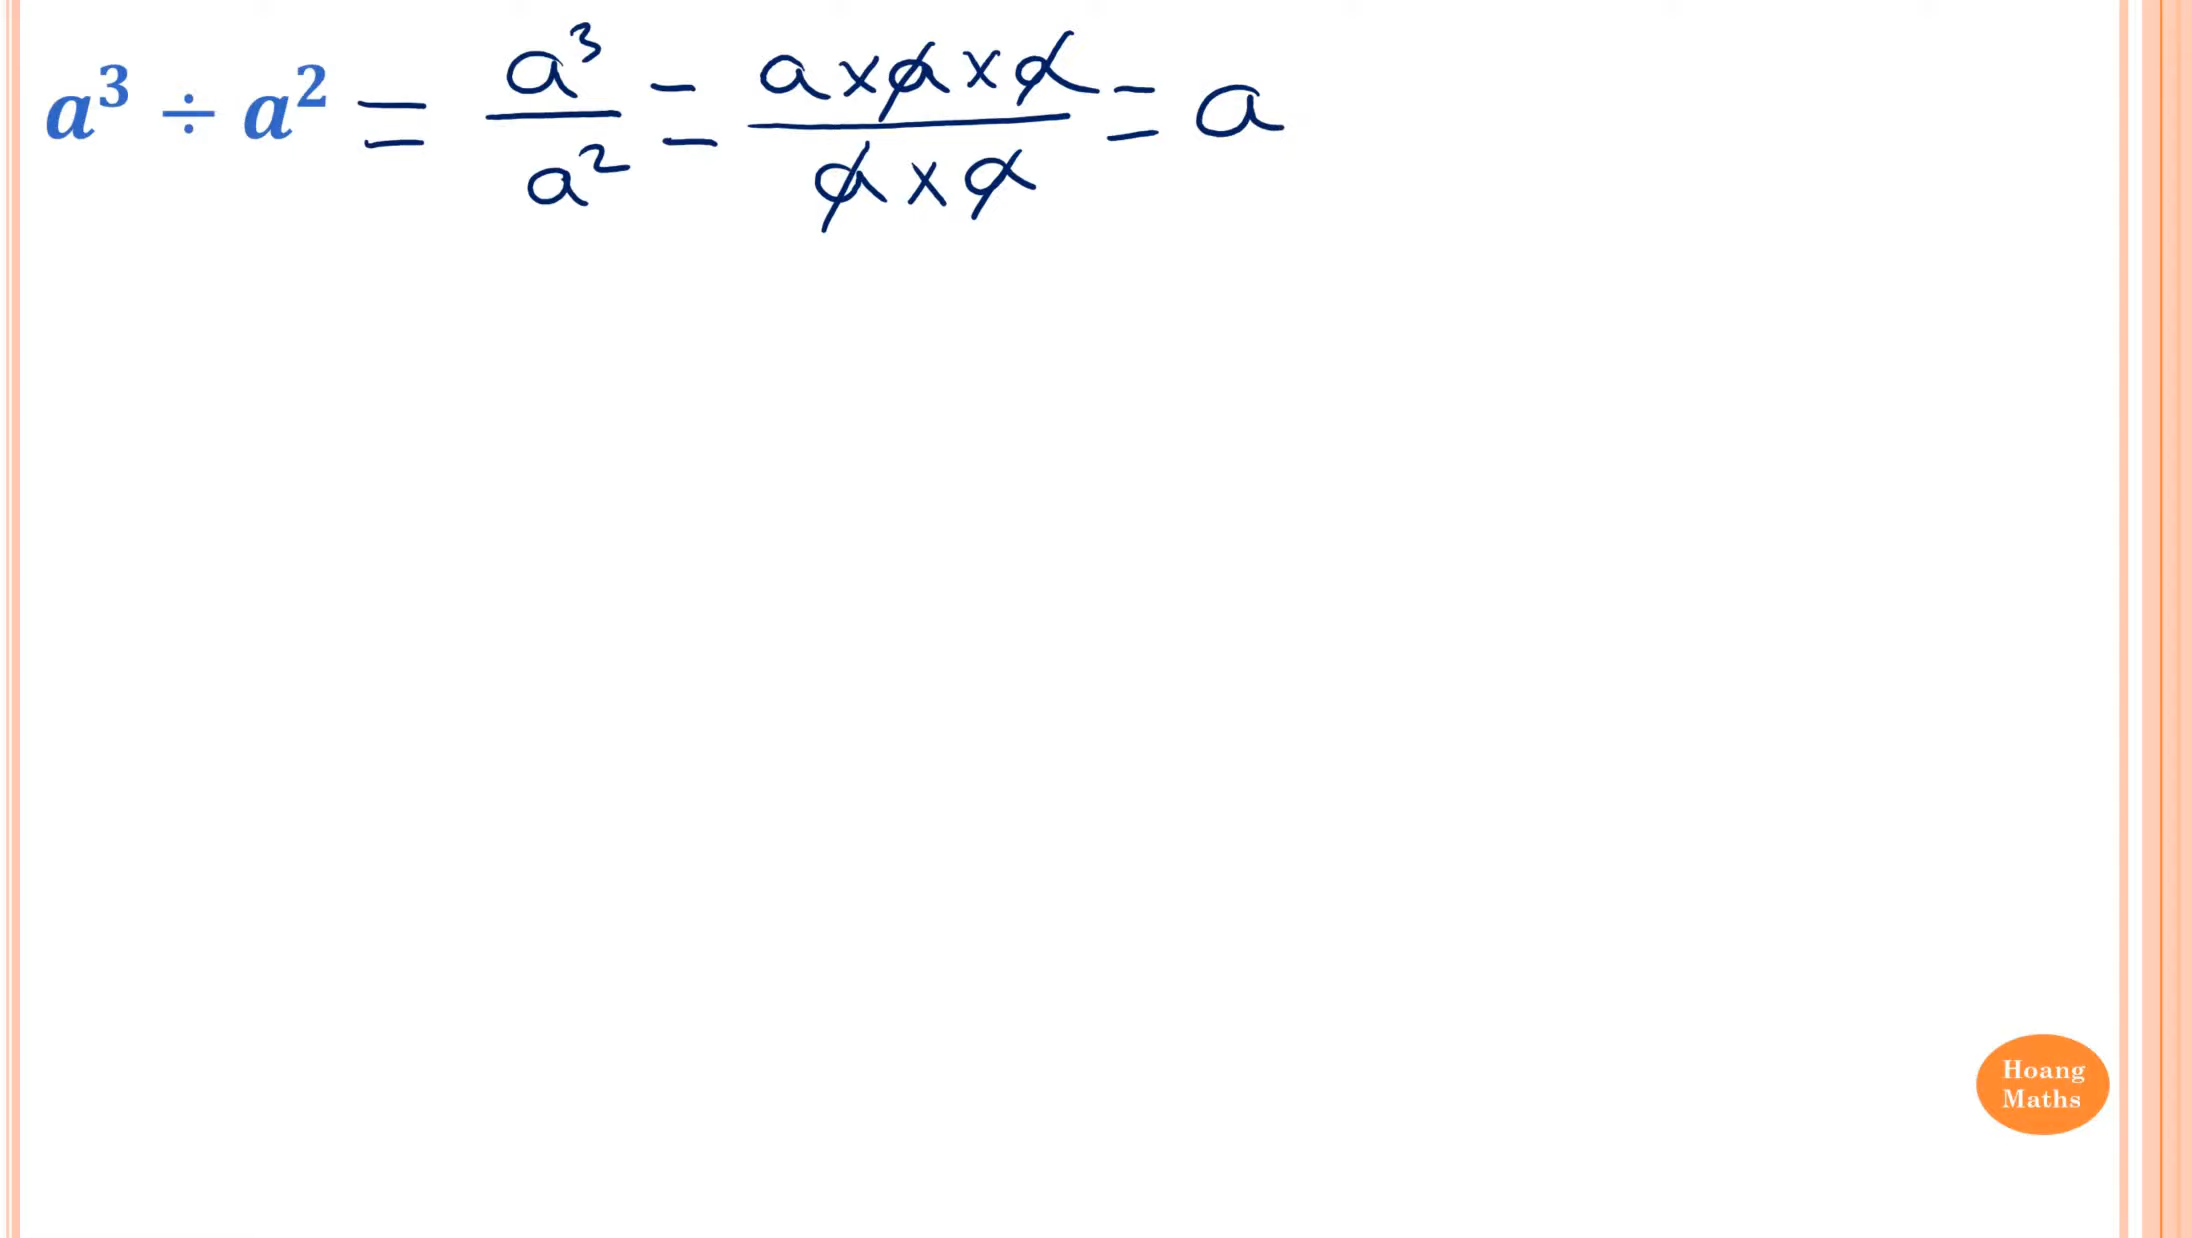 a³ ÷ a² = a³/a² = a×a×a/a×a = a
Hoang
Maths